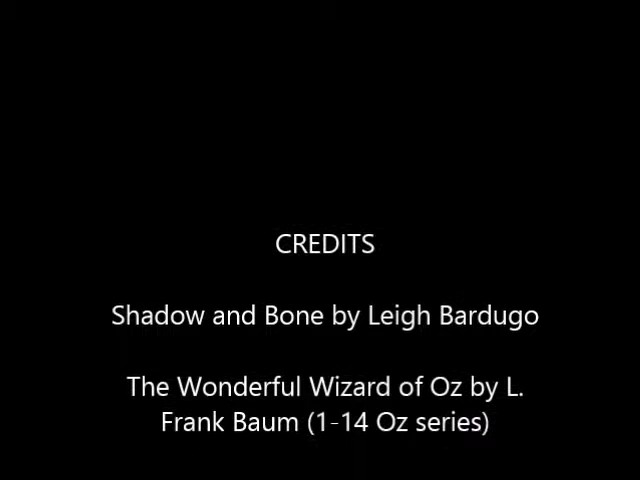 CREDITS
Shadow and Bone by Leigh Bardugo
The Wonderful Wizard of Oz by L.
Frank Baum (1-14 Oz series)